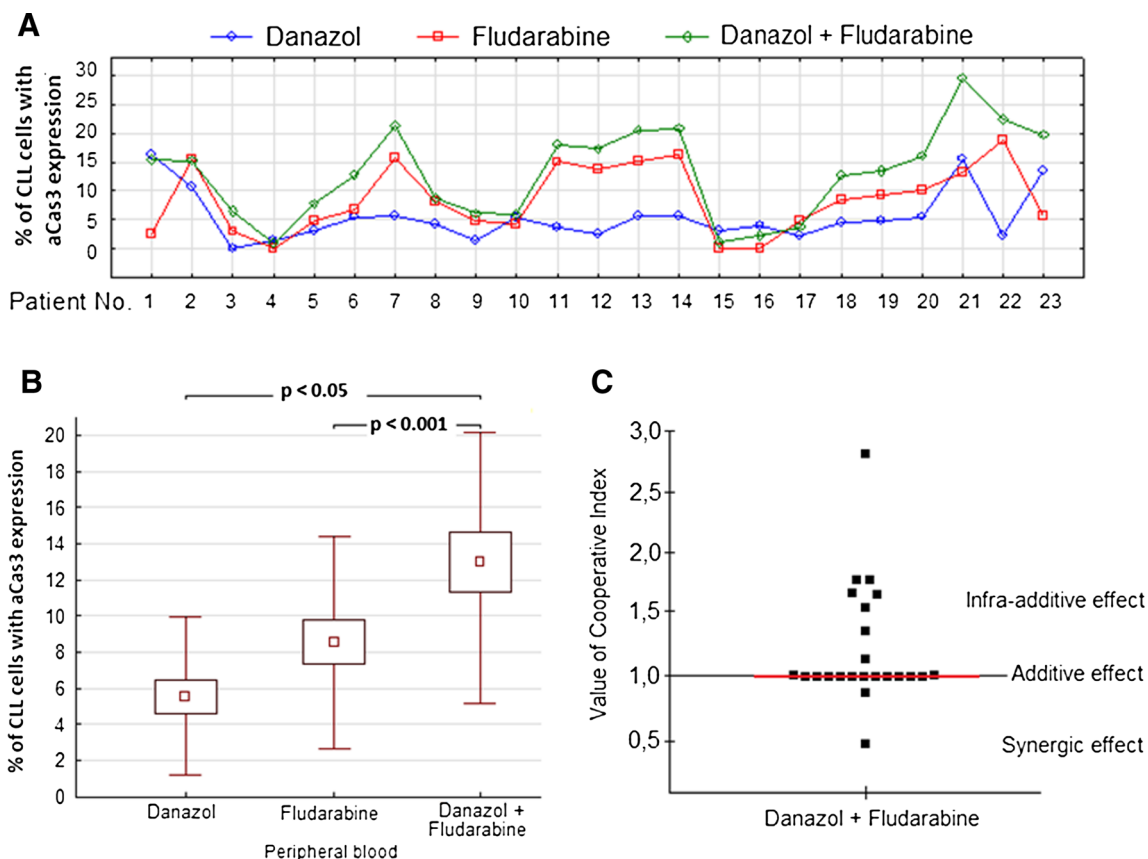 A
Danazol Fludarabine Danazol + Fludarabine
% of CLL cells with
aCas3 expression
30
25
20
15
10
5
0
Patient No. 1 2 3 4 5 6 7 8 9 10 11 12 13 14 15 16 17 18 19 20 21 22 23
B
p < 0.05
p < 0.001
% of CLL cells with aCas3 expression
20
18
16
14
12
10
8
6
4
2
0
Danazol Fludarabine Danazol +
Fludarabine
Peripheral blood
C
Value of Cooperative Index
3,0
2,5
2,0
1,5
1,0
0,5
Infra-additive effect
Additive effect
Synergic effect
Danazol + Fludarabine